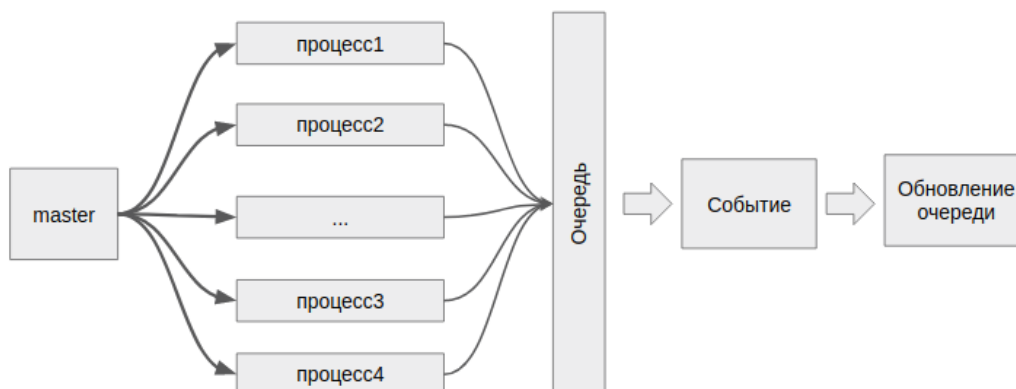 master
процесс1
процесс2
...
процесс3
процесс4
Очередь
Событие
Обновление
очереди